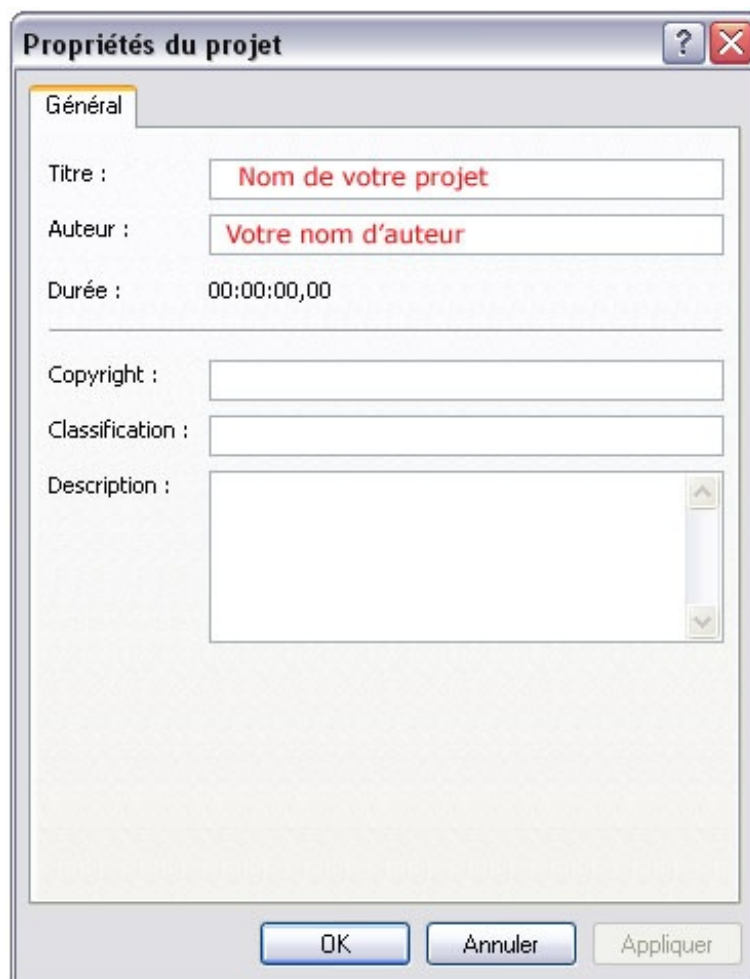 Propriétés du projet
?
Général
Titre : Nom de votre projet
Auteur : Votre nom d'auteur
Durée : 00:00:00,00
Copyright :
Classification :
Description :
OK Annuler Appliquer